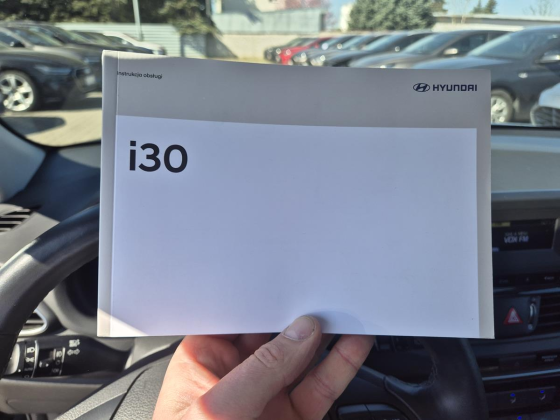 Instrukcja obsługi
HYUNDAI
i30